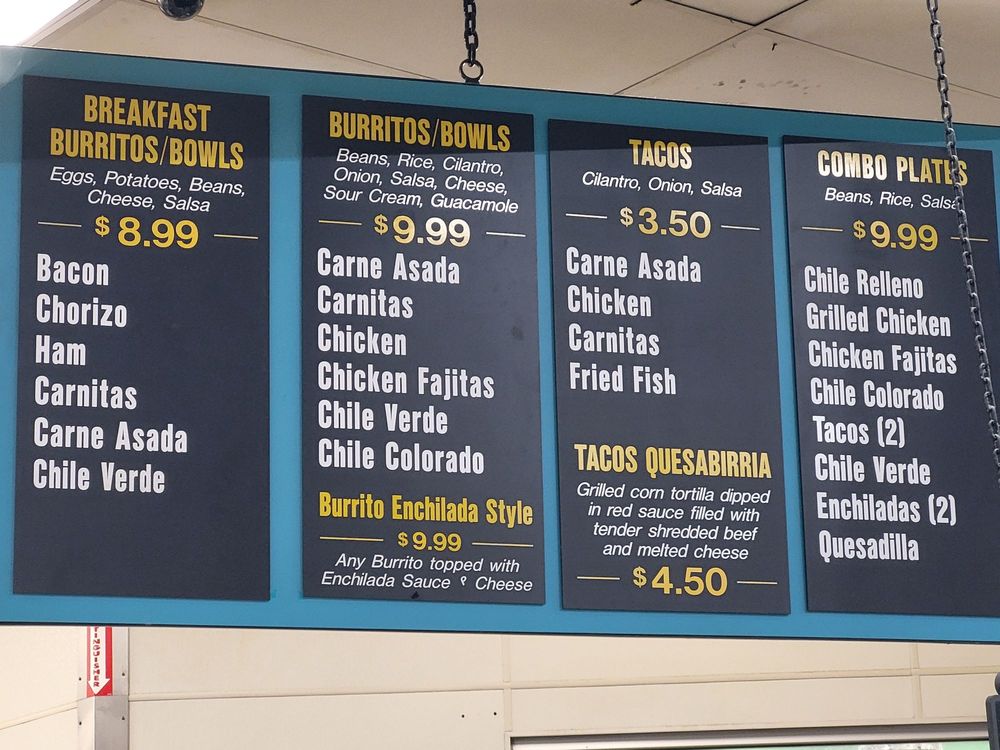 BREAKFAST
BURRITOS/BOWLS
Eggs, Potatoes, Beans,
Cheese, Salsa
$8.99
Bacon
Chorizo
Ham
Carnitas
Carne Asada
Chile Verde
BURRITOS/BOWLS
Beans, Rice, Cilantro,
Onion, Salsa, Cheese,
Sour Cream, Guacamole
$9.99
Carne Asada
Carnitas
Chicken
Chicken Fajitas
Chile Verde
Chile Colorado
Burrito Enchilada Style
$9.99
Any Burrito topped with
Enchilada Sauce & Cheese
TACOS
Cilantro, Onion, Salsa
$3.50
Carne Asada
Chicken
Carnitas
Fried Fish
TACOS QUESABIRRIA
Grilled corn tortilla dipped
in red sauce filled with
tender shredded beef
and melted cheese
$4.50
COMBO PLATES
Beans, Rice, Salsa
$9.99
Chile Relleno
Grilled Chicken
Chicken Fajitas
Chile Colorado
Tacos (2)
Chile Verde
Enchiladas (2)
Quesadilla
TINGUISHER